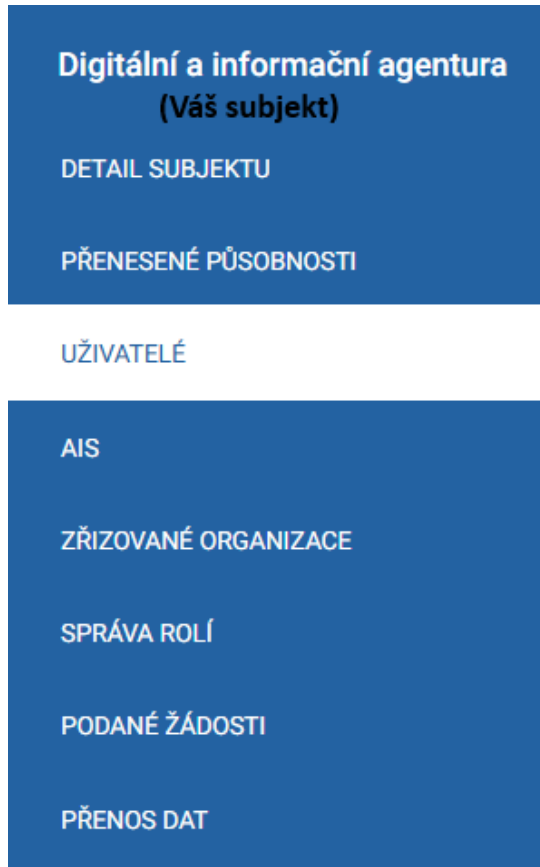 Digitální a informační agentura
(Váš subjekt)
DETAIL SUBJEKTU
PŘENESENÉ PŮSOBNOSTI
UŽIVATELÉ
AIS
ZŘIZOVANÉ ORGANIZACE
SPRÁVA ROLÍ
PODANÉ ŽÁDOSTI
PŘENOS DAT